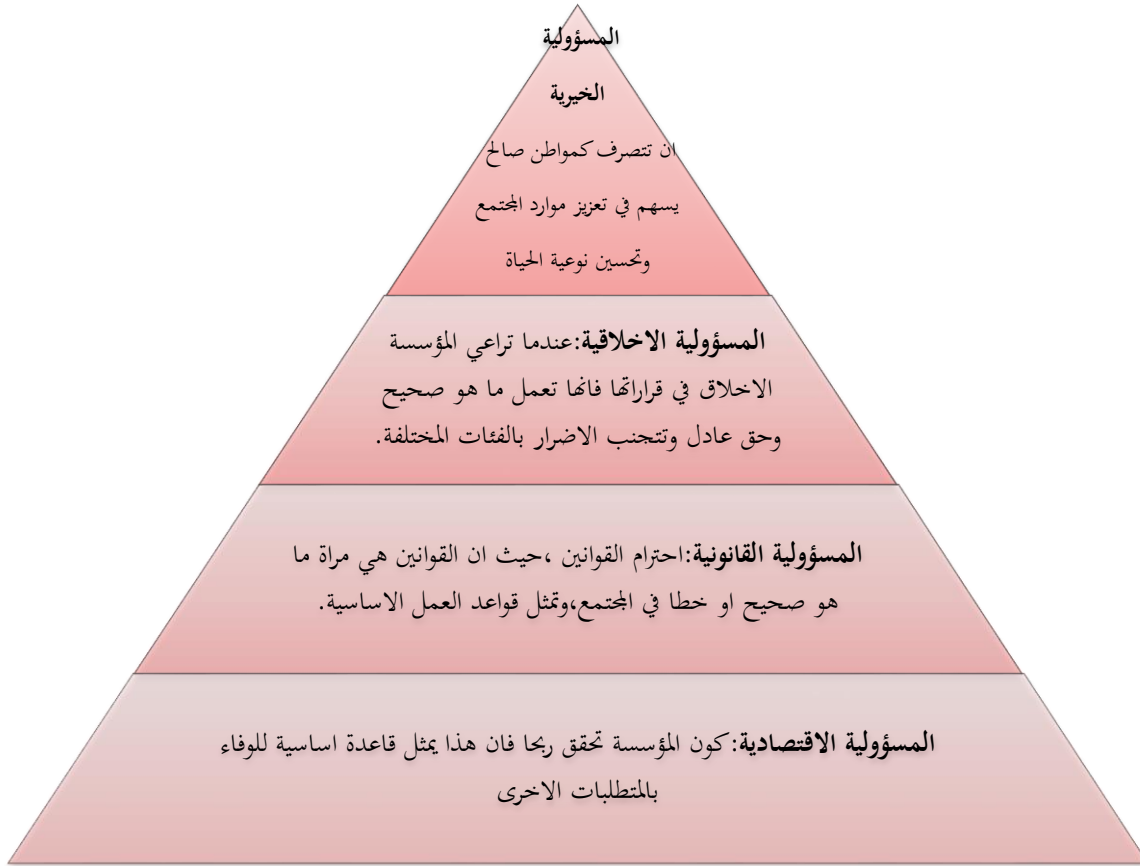 المسؤولية
الخيرية
ان تتصرف كمواطن صالح
يسهم في تعزيز موارد المجتمع
وتحسين نوعية الحياة
المسؤولية الاخلاقية:عندما تراعي المؤسسة
الاخلاق في قراراتها فانها تعمل ما هو صحيح
وحق عادل وتتجنب الاضرار بالفئات المختلفة.
المسؤولية القانونية:احترام القوانين ،حيث ان القوانين هي مراة ما
هو صحيح او خطا في المجتمع،وتمثل قواعد العمل الاساسية.
المسؤولية الاقتصادية:كون المؤسسة تحقق ربحا فان هذا يمثل قاعدة اساسية للوفاء
بالمتطلبات الاخرى